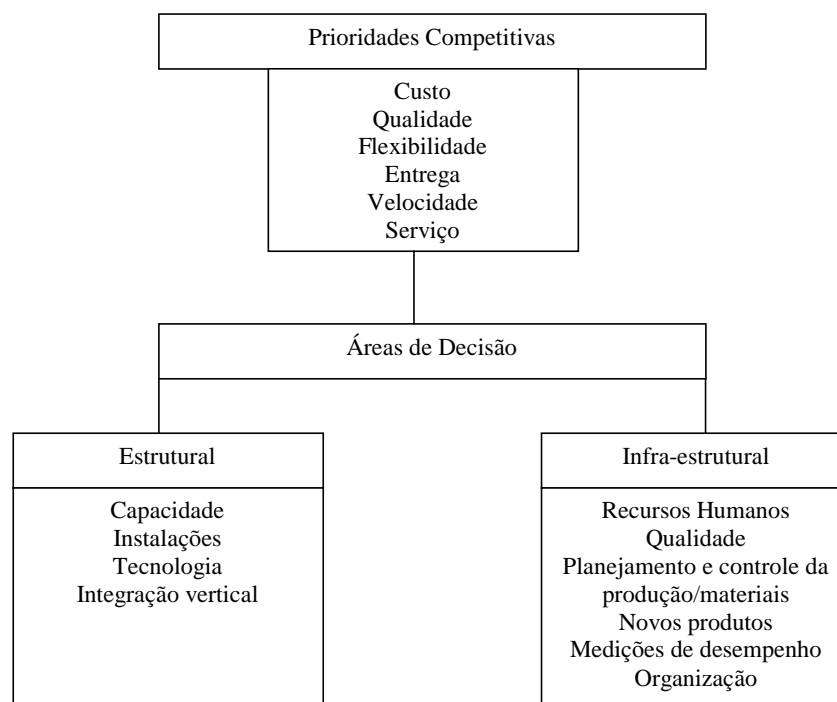 Prioridades Competitivas
Custo
Qualidade
Flexibilidade
Entrega
Velocidade
Serviço
Áreas de Decisão
Estrutural
Capacidade
Instalações
Tecnologia
Integração vertical
Infra-estrutural
Recursos Humanos
Qualidade
Planejamento e controle da
produção/materiais
Novos produtos
Medições de desempenho
Organização